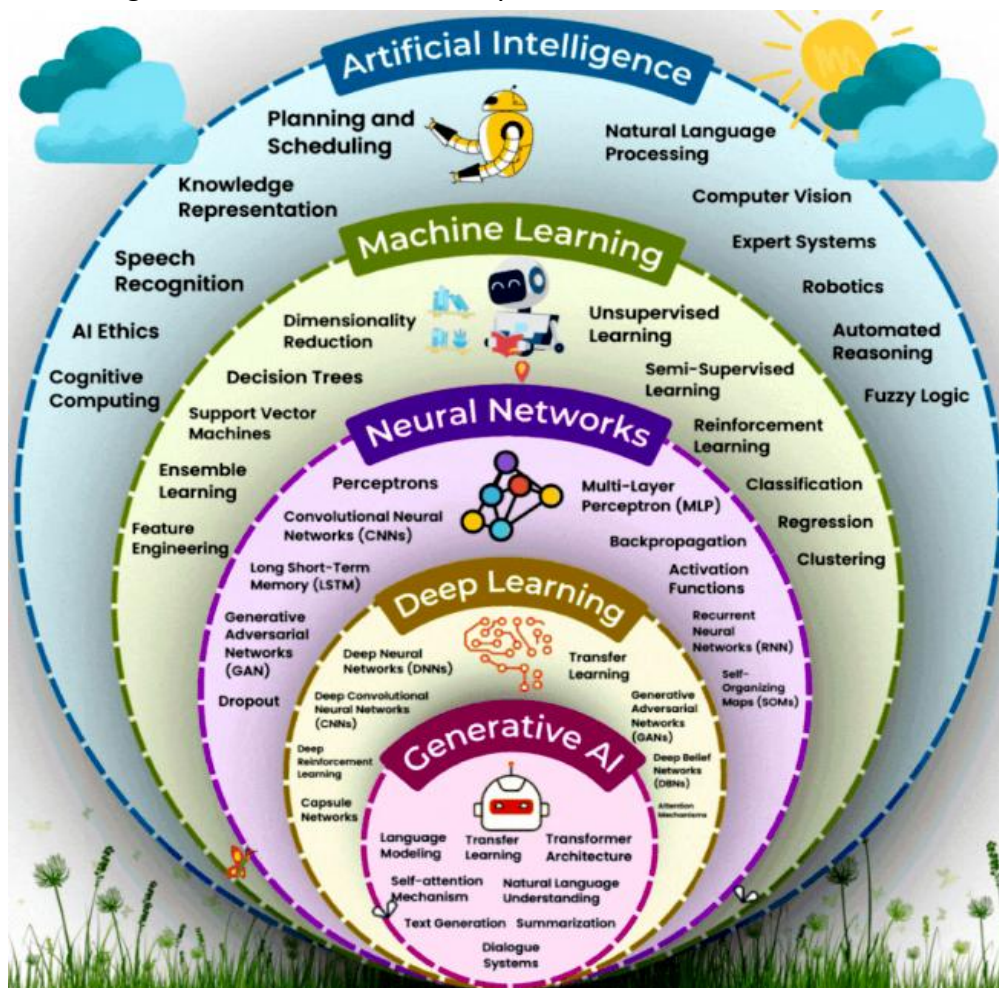 Artificial Intelligence
Planning and
Scheduling
Natural Language
Processing
Knowledge
Representation
Computer Vision
Speech
Recognition
Expert Systems
Robotics
AI Ethics
Automated
Reasoning
Cognitive
Computing
Fuzzy Logic
Machine Learning
Dimensionality
Reduction
Unsupervised
Learning
Decision Trees
Semi-Supervised
Learning
Support Vector
Machines
Reinforcement
Learning
Ensemble
Learning
Classification
Feature
Engineering
Regression
Clustering
Neural Networks
Perceptrons
Multi-Layer
Perceptron (MLP)
Convolutional Neural
Networks (CNNs)
Backpropagation
Long Short-Term
Memory (LSTM)
Activation
Functions
Generative
Adversarial
Networks
(GAN)
Recurrent
Neural
Networks (RNN)
Dropout
Self-
Organizing
Maps (SOMs)
Deep Learning
Deep Neural
Networks (DNNs)
Transfer
Learning
Deep Convolutional
Neural Networks
(CNNs)
Generative
Adversarial
Networks
(GANs)
Deep
Reinforcement
Learning
Deep Belief
Networks
(DBNs)
Capsule
Networks
Attention
Mechanisms
Generative AI
Language
Modeling
Transfer
Learning
Transformer
Architecture
Self-attention
Mechanism
Natural Language
Understanding
Text Generation
Summarization
Dialogue
Systems